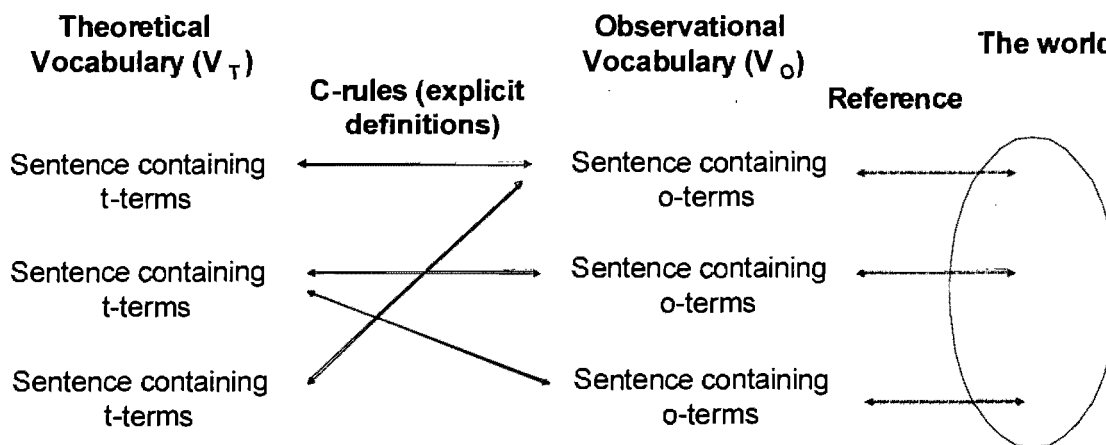 Theoretical
Vocabulary (V T)
C-rules (explicit
definitions)
Observational
Vocabulary (V O)
Reference
The world
Sentence containing
t-terms
Sentence containing
o-terms
Sentence containing
t-terms
Sentence containing
o-terms
Sentence containing
t-terms
Sentence containing
o-terms